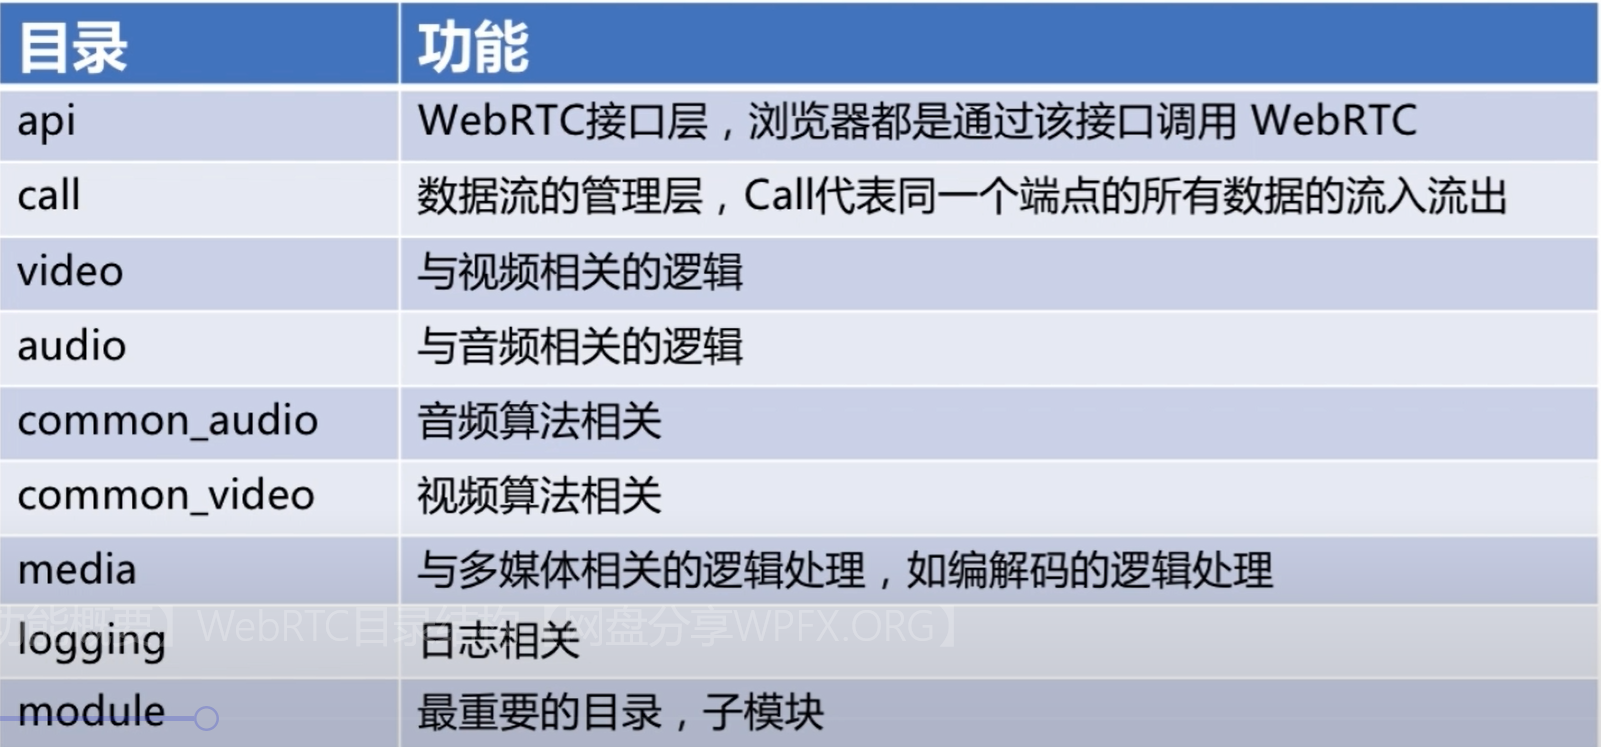 目录 功能
api WebRTC接口层，浏览器都是通过该接口调用 WebRTC
call 数据流的管理层，Call代表同一个端点的所有数据的流入流出
video 与视频相关的逻辑
audio 与音频相关的逻辑
common_audio 音频算法相关
common_video 视频算法相关
media 与多媒体相关的逻辑处理，如编解码的逻辑处理
功能概要】WebRTC目录结构【网盘分享WPFX.ORG】
logging 日志相关
module 最重要的目录，子模块